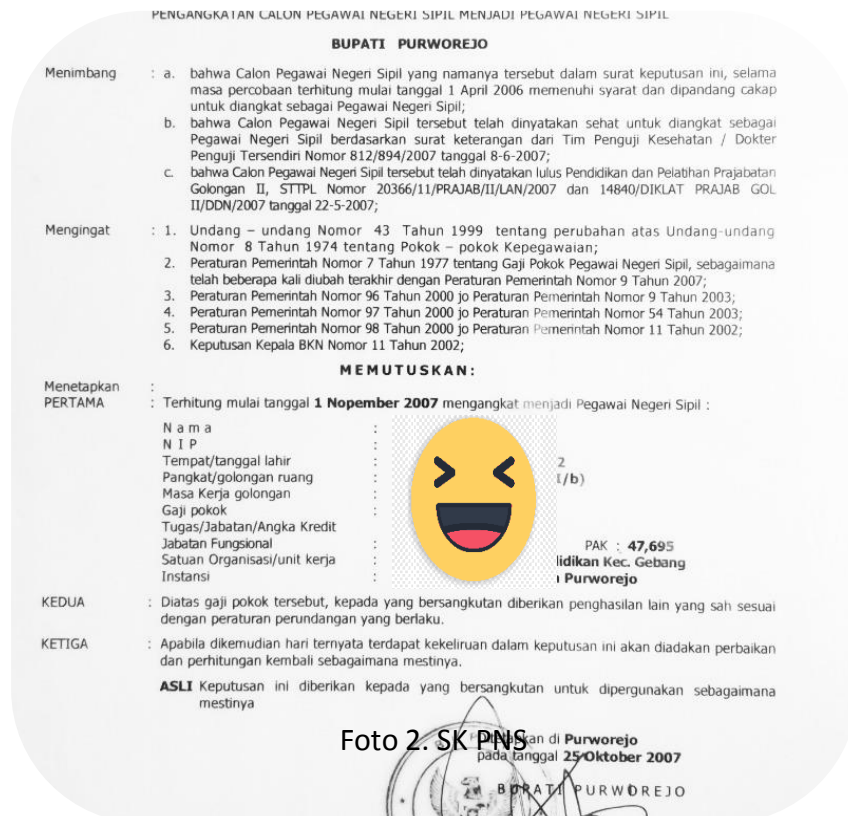 PENGANGKATAN CALON PEGAWAI NEGERI SIPIL MENJADI PEGAWAI NEGERI SIPIL
BUPATI PURWOREJO
Menimbang : a. bahwa Calon Pegawai Negeri Sipil yang namanya tersebut dalam surat keputusan ini, selama
masa percobaan terhitung mulai tanggal 1 April 2006 memenuhi syarat dan dipandang cakap
untuk diangkat sebagai Pegawai Negeri Sipil;
b. bahwa Calon Pegawai Negeri Sipil tersebut telah dinyatakan sehat untuk diangkat sebagai
Pegawai Negeri Sipil berdasarkan surat keterangan dari Tim Penguji Kesehatan / Dokter
Penguji Tersendiri Nomor 812/894/2007 tanggal 8-6-2007;
c. bahwa Calon Pegawai Negeri Sipil tersebut telah dinyatakan lulus Pendidikan dan Pelatihan Prajabatan
Golongan II, STTPL Nomor 20366/11/PRAJAB/II/LAN/2007 dan 14840/DIKLAT PRAJAB GOL
II/DDN/2007 tanggal 22-5-2007;
Mengingat : 1. Undang – undang Nomor 43 Tahun 1999 tentang perubahan atas Undang-undang
Nomor 8 Tahun 1974 tentang Pokok – pokok Kepegawaian;
2. Peraturan Pemerintah Nomor 7 Tahun 1977 tentang Gaji Pokok Pegawai Negeri Sipil, sebagaimana
telah beberapa kali diubah terakhir dengan Peraturan Pemerintah Nomor 9 Tahun 2007;
3. Peraturan Pemerintah Nomor 96 Tahun 2000 jo Peraturan Pemerintah Nomor 9 Tahun 2003;
4. Peraturan Pemerintah Nomor 97 Tahun 2000 jo Peraturan Pemerintah Nomor 54 Tahun 2003;
5. Peraturan Pemerintah Nomor 98 Tahun 2000 jo Peraturan Pemerintah Nomor 11 Tahun 2002;
6. Keputusan Kepala BKN Nomor 11 Tahun 2002;
MEMUTUSKAN:
Menetapkan :
PERTAMA : Terhitung mulai tanggal 1 Nopember 2007 mengangkat menjadi Pegawai Negeri Sipil :
Nama :
NIP :
Tempat/tanggal lahir : 2
Pangkat/golongan ruang : /b)
Masa Kerja golongan :
Gaji pokok :
Tugas/Jabatan/Angka Kredit
Jabatan Fungsional : PAK : 47,695
Satuan Organisasi/unit kerja : didikan Kec. Gebang
Instansi : Purworejo
KEDUA : Diatas gaji pokok tersebut, kepada yang bersangkutan diberikan penghasilan lain yang sah sesuai
dengan peraturan perundangan yang berlaku.
KETIGA : Apabila dikemudian hari ternyata terdapat kekeliruan dalam keputusan ini akan diadakan perbaikan
dan perhitungan kembali sebagaimana mestinya.
ASLI Keputusan ini diberikan kepada yang bersangkutan untuk dipergunakan sebagaimana
mestinya
Foto 2. SK PNS
di Purworejo
pada tanggal 25 Oktober 2007
BUPATI PURWOREJO